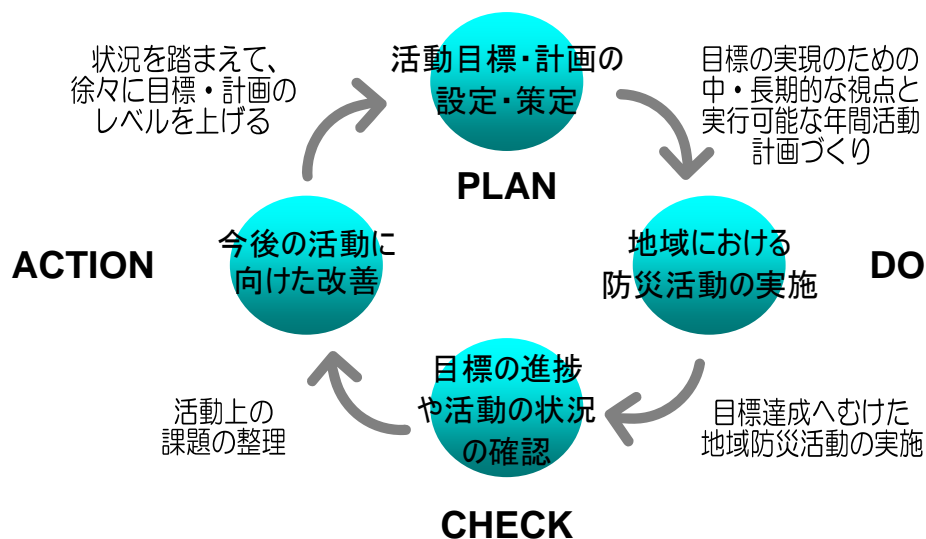 活動目標・計画の
設定・策定
PLAN
目標の実現のための
中・長期的な視点と
実行可能な年間活動
計画づくり
地域における
防災活動の実施
DO
目標達成へむけた
地域防災活動の実施
目標の進捗
や活動の状況
の確認
CHECK
活動上の
課題の整理
今後の活動に
向けた改善
ACTION
状況を踏まえて、
徐々に目標・計画の
レベルを上げる